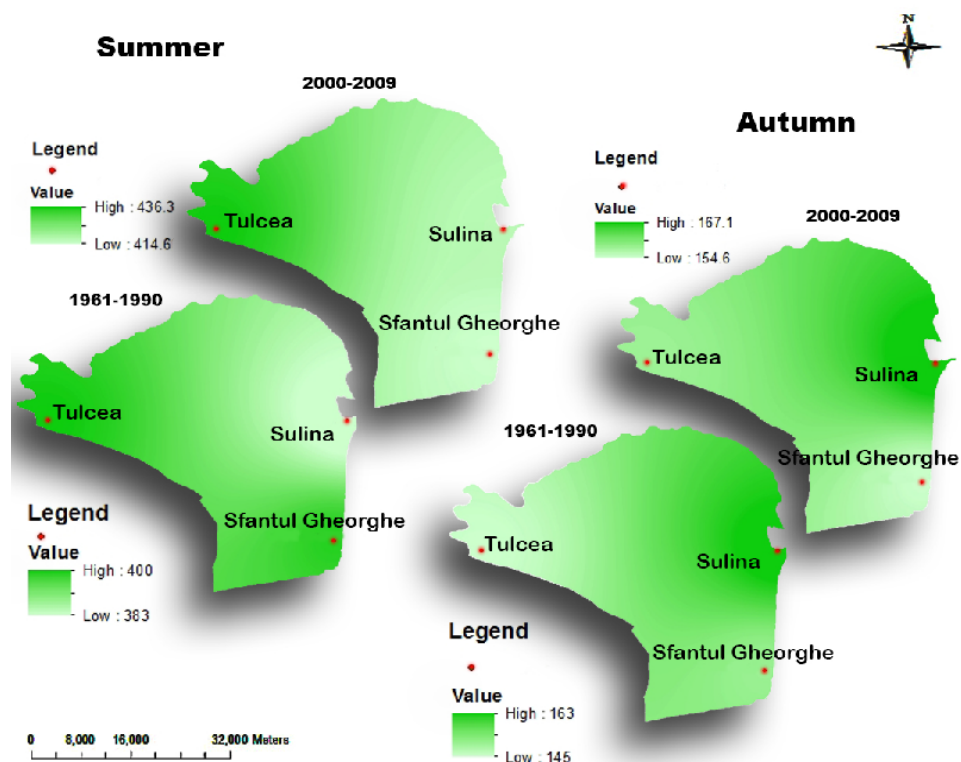 N
Summer
2000-2009
Legend
Value
High : 436.3
Low : 414.6
Tulcea
Sulina
Sfantul Gheorghe
Autumn
Legend
Value
High : 167.1
Low : 154.6
2000-2009
Tulcea
Sulina
Sfantul Gheorghe
1961-1990
Tulcea
Sulina
Sfantul Gheorghe
Legend
Value
High : 400
Low : 383
1961-1990
Tulcea
Sulina
Sfantul Gheorghe
Legend
Value
High : 163
Low : 145
0 8,000 16,000 32,000 Meters